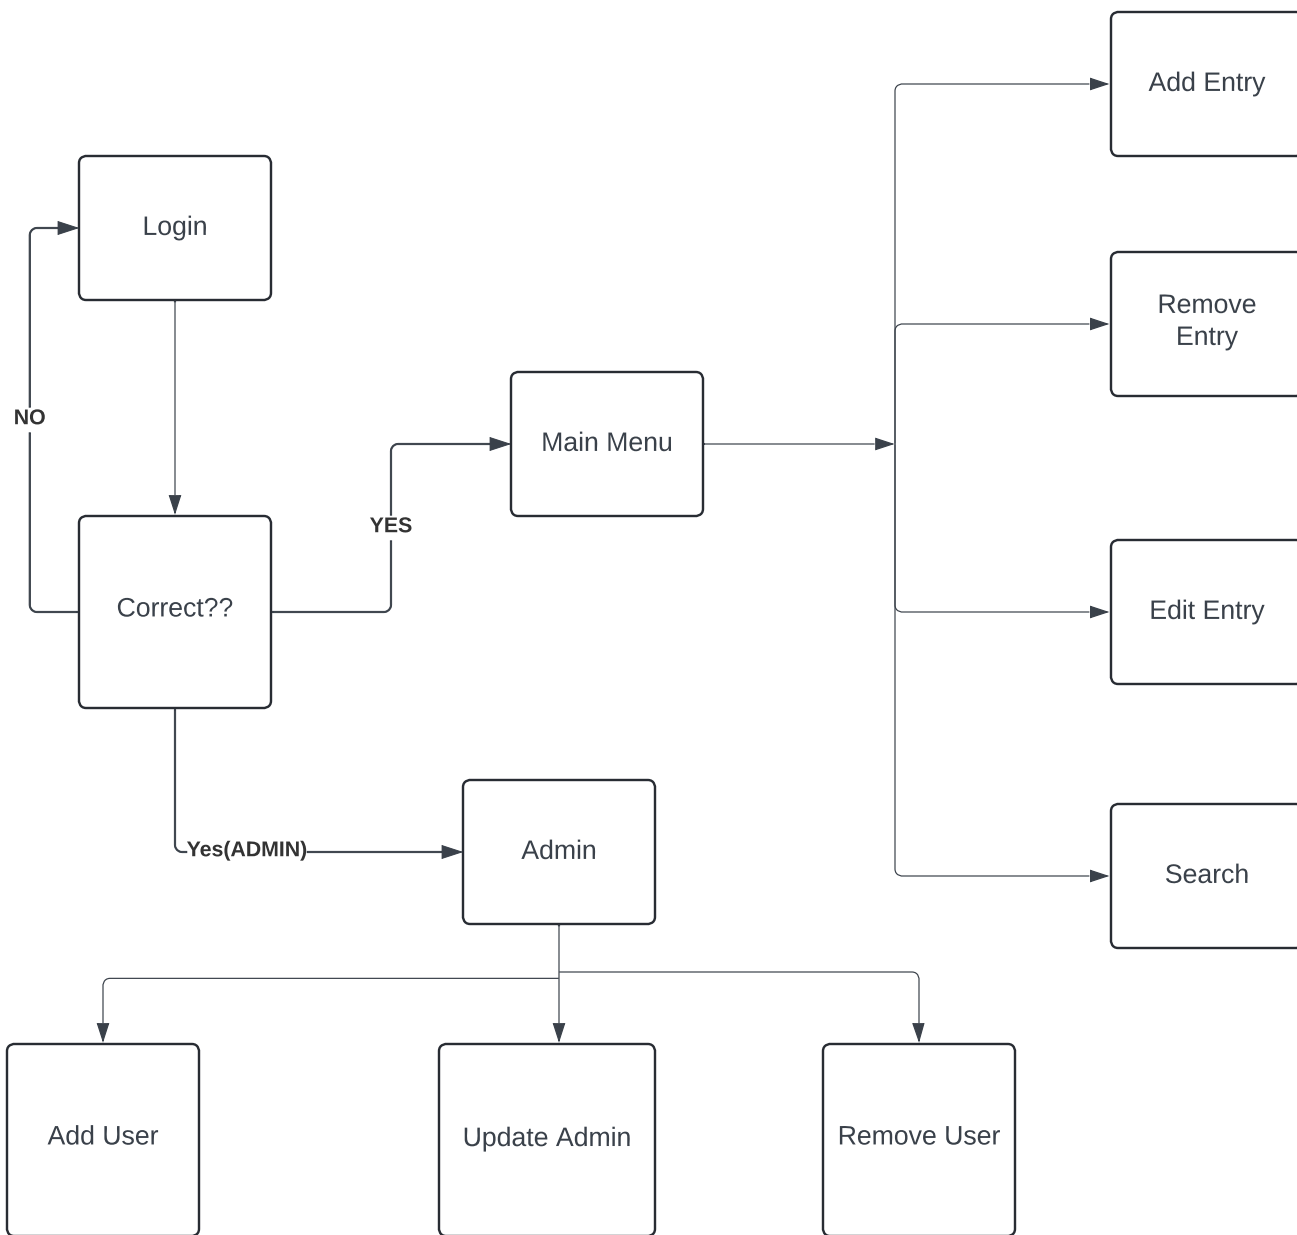 Add Entry
Login
Remove
Entry
NO
Main Menu
YES
Correct??
Edit Entry
Yes(ADMIN)
Admin
Search
Add User
Update Admin
Remove User